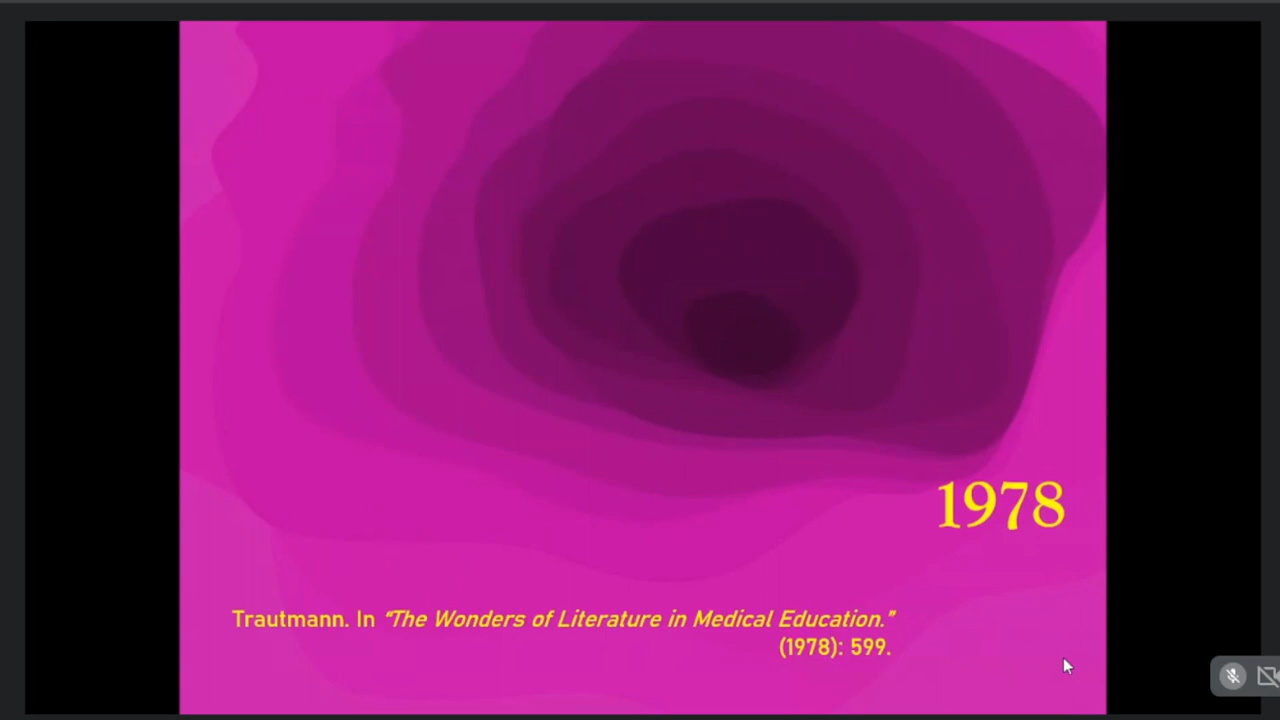 1978
Trautmann. In “The Wonders of Literature in Medical Education.”
(1978): 599.